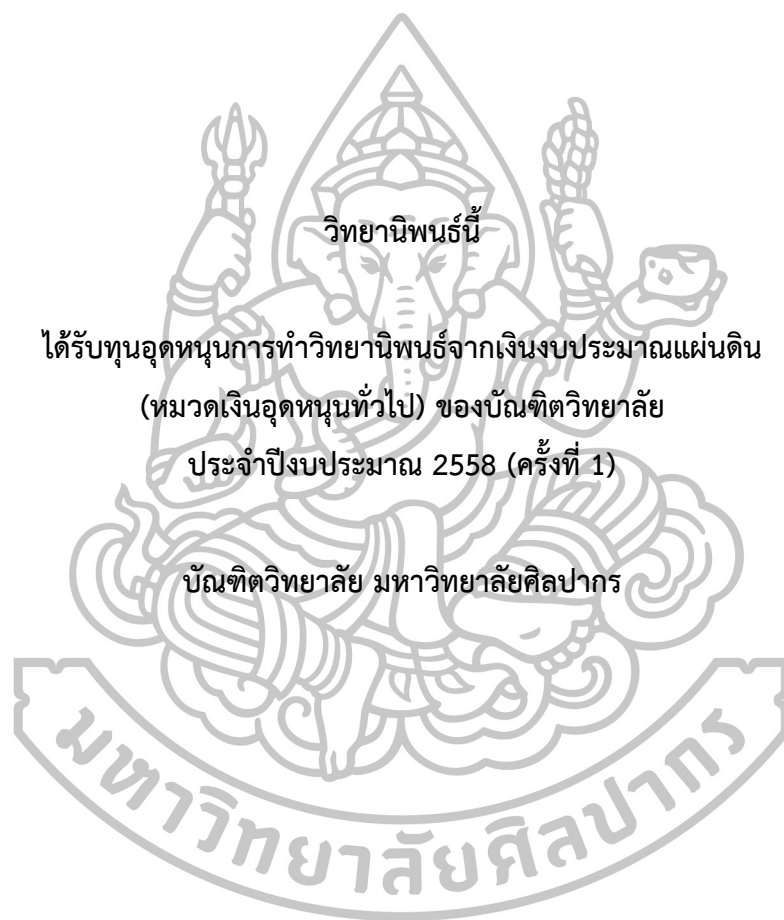 วิทยานิพนธ์นี้
ได้รับทุนอุดหนุนการทำวิทยานิพนธ์จากเงินงบประมาณแผ่นดิน
(หมวดเงินอุดหนุนทั่วไป) ของบัณฑิตวิทยาลัย
ประจำปีงบประมาณ 2558 (ครั้งที่ 1)
บัณฑิตวิทยาลัย มหาวิทยาลัยศิลปากร
มหาวิทยาลัยศิลปากร